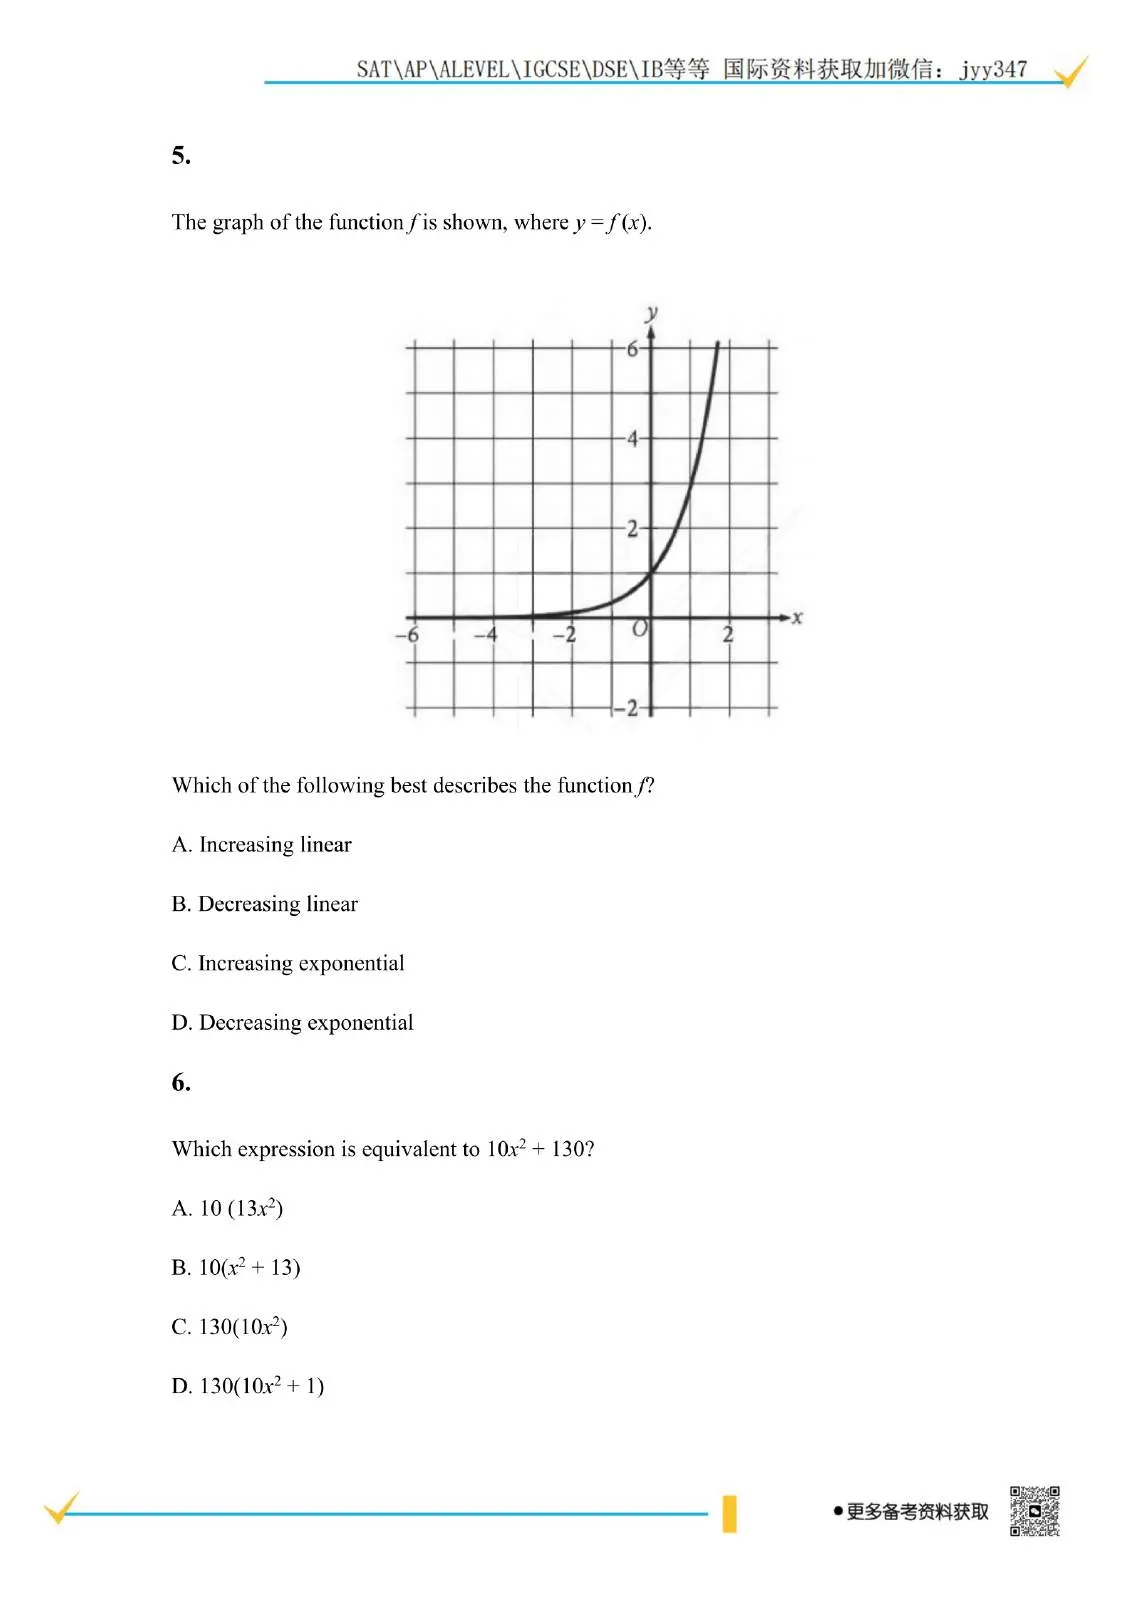 SAT\AP\ALEVEL\IGCSE\DSE\IB等等 国际资料获取加微信：jyy347
5.
The graph of the function f is shown, where y = f (x).
y
6
4
2
O
x
-6
-4
-2
2
-2
Which of the following best describes the function f?
A. Increasing linear
B. Decreasing linear
C. Increasing exponential
D. Decreasing exponential
6.
Which expression is equivalent to 10x² + 130?
A. 10 (13x²)
B. 10(x² + 13)
C. 130(10x²)
D. 130(10x² + 1)
●更多备考资料获取